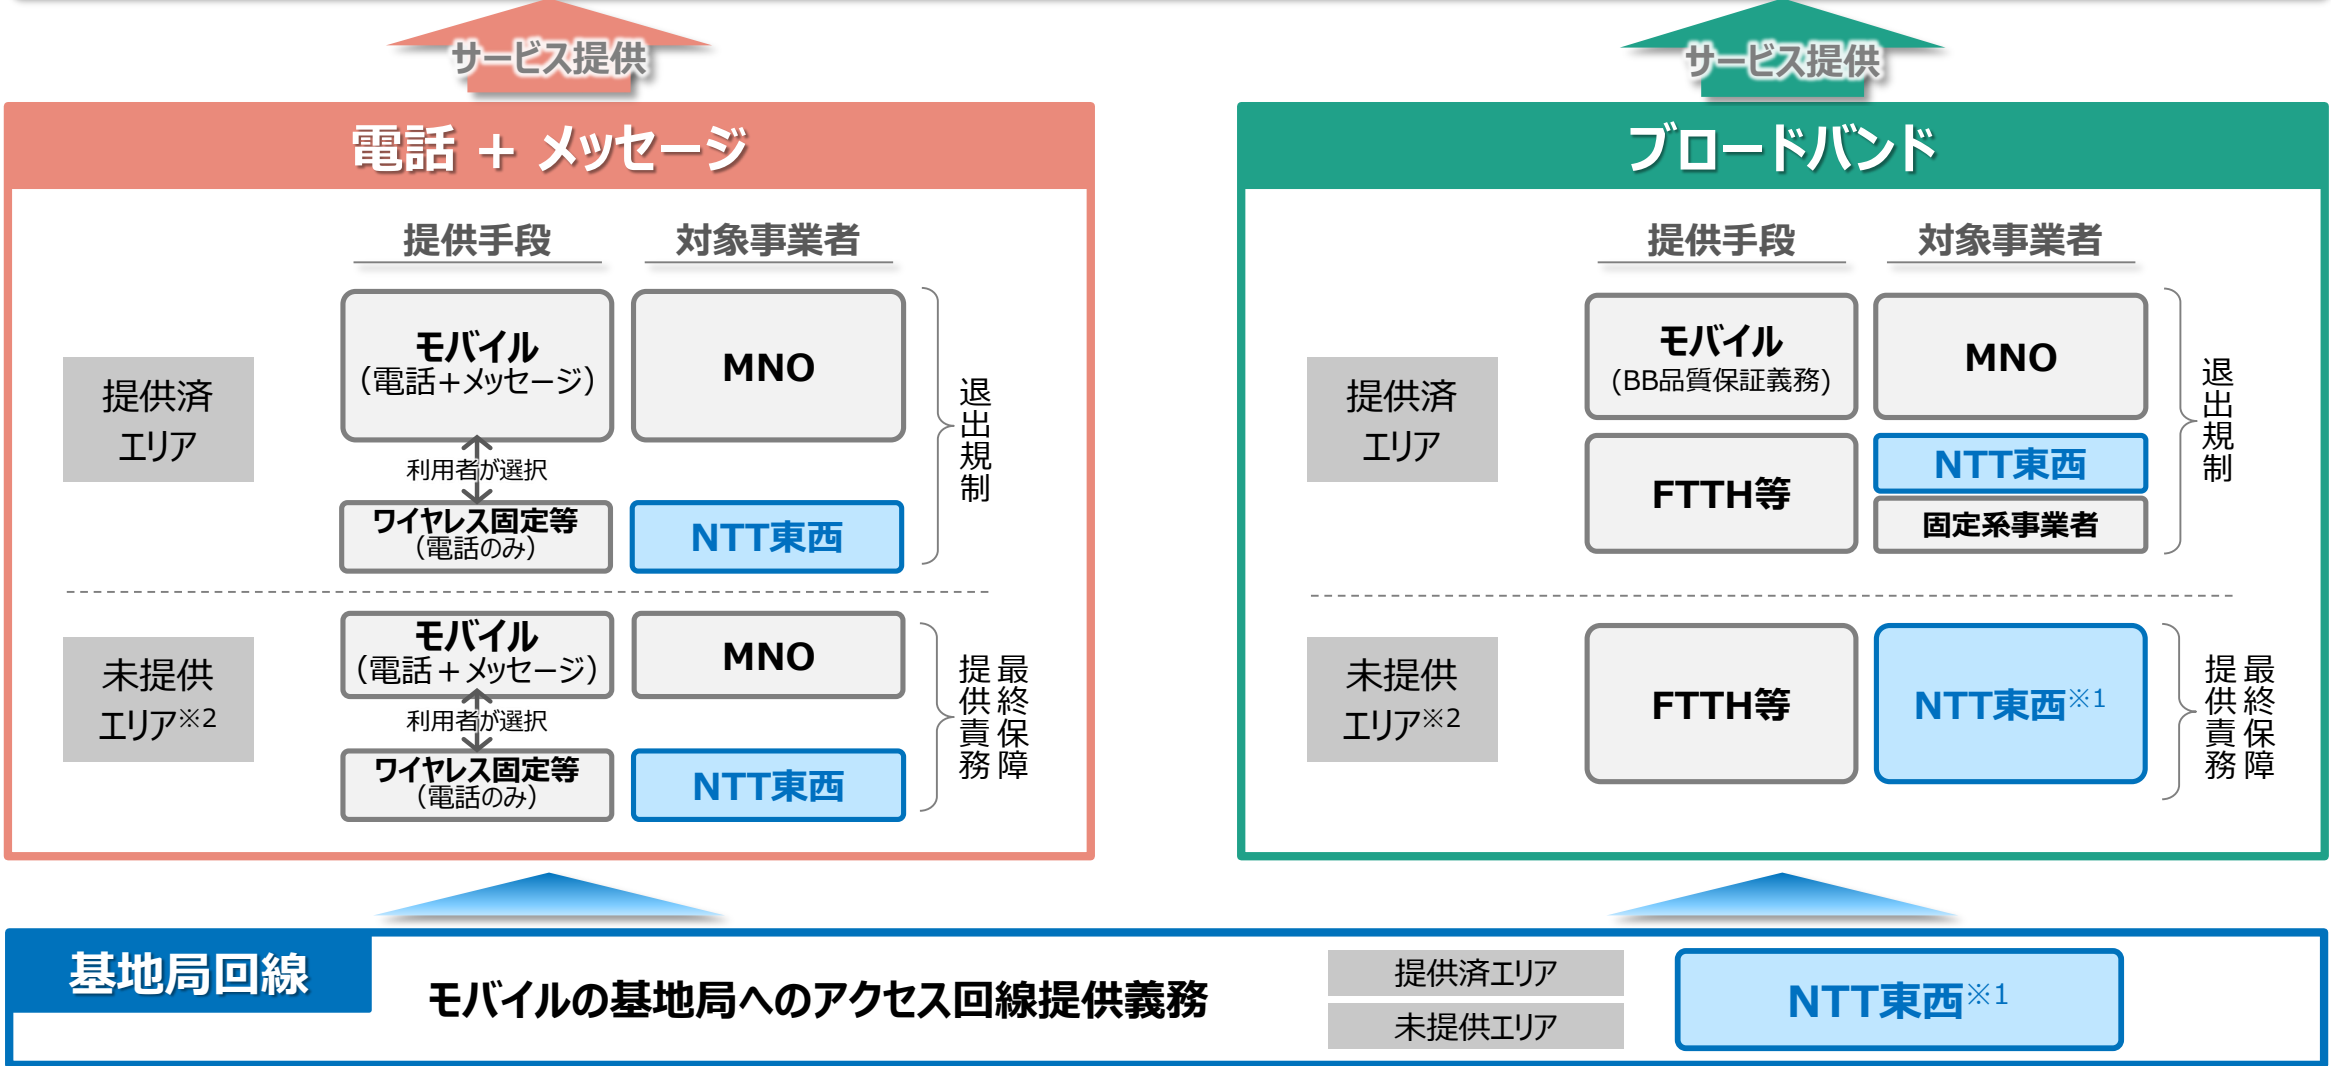 サービス提供
サービス提供
電話 + メッセージ
提供手段
対象事業者
提供済
エリア
モバイル
（電話＋メッセージ）
MNO
利用者が選択
ワイヤレス固定等
（電話のみ）
NTT東西
退出規制
未提供
エリア※2
モバイル
（電話＋メッセージ）
MNO
利用者が選択
ワイヤレス固定等
（電話のみ）
NTT東西
最終保障
提供責務
ブロードバンド
提供手段
対象事業者
提供済
エリア
モバイル
(BB品質保証義務)
MNO
FTTH等
NTT東西
固定系事業者
退出規制
未提供
エリア※2
FTTH等
NTT東西※1
最終保障
提供責務
基地局回線
モバイルの基地局へのアクセス回線提供義務
提供済エリア
未提供エリア
NTT東西※1